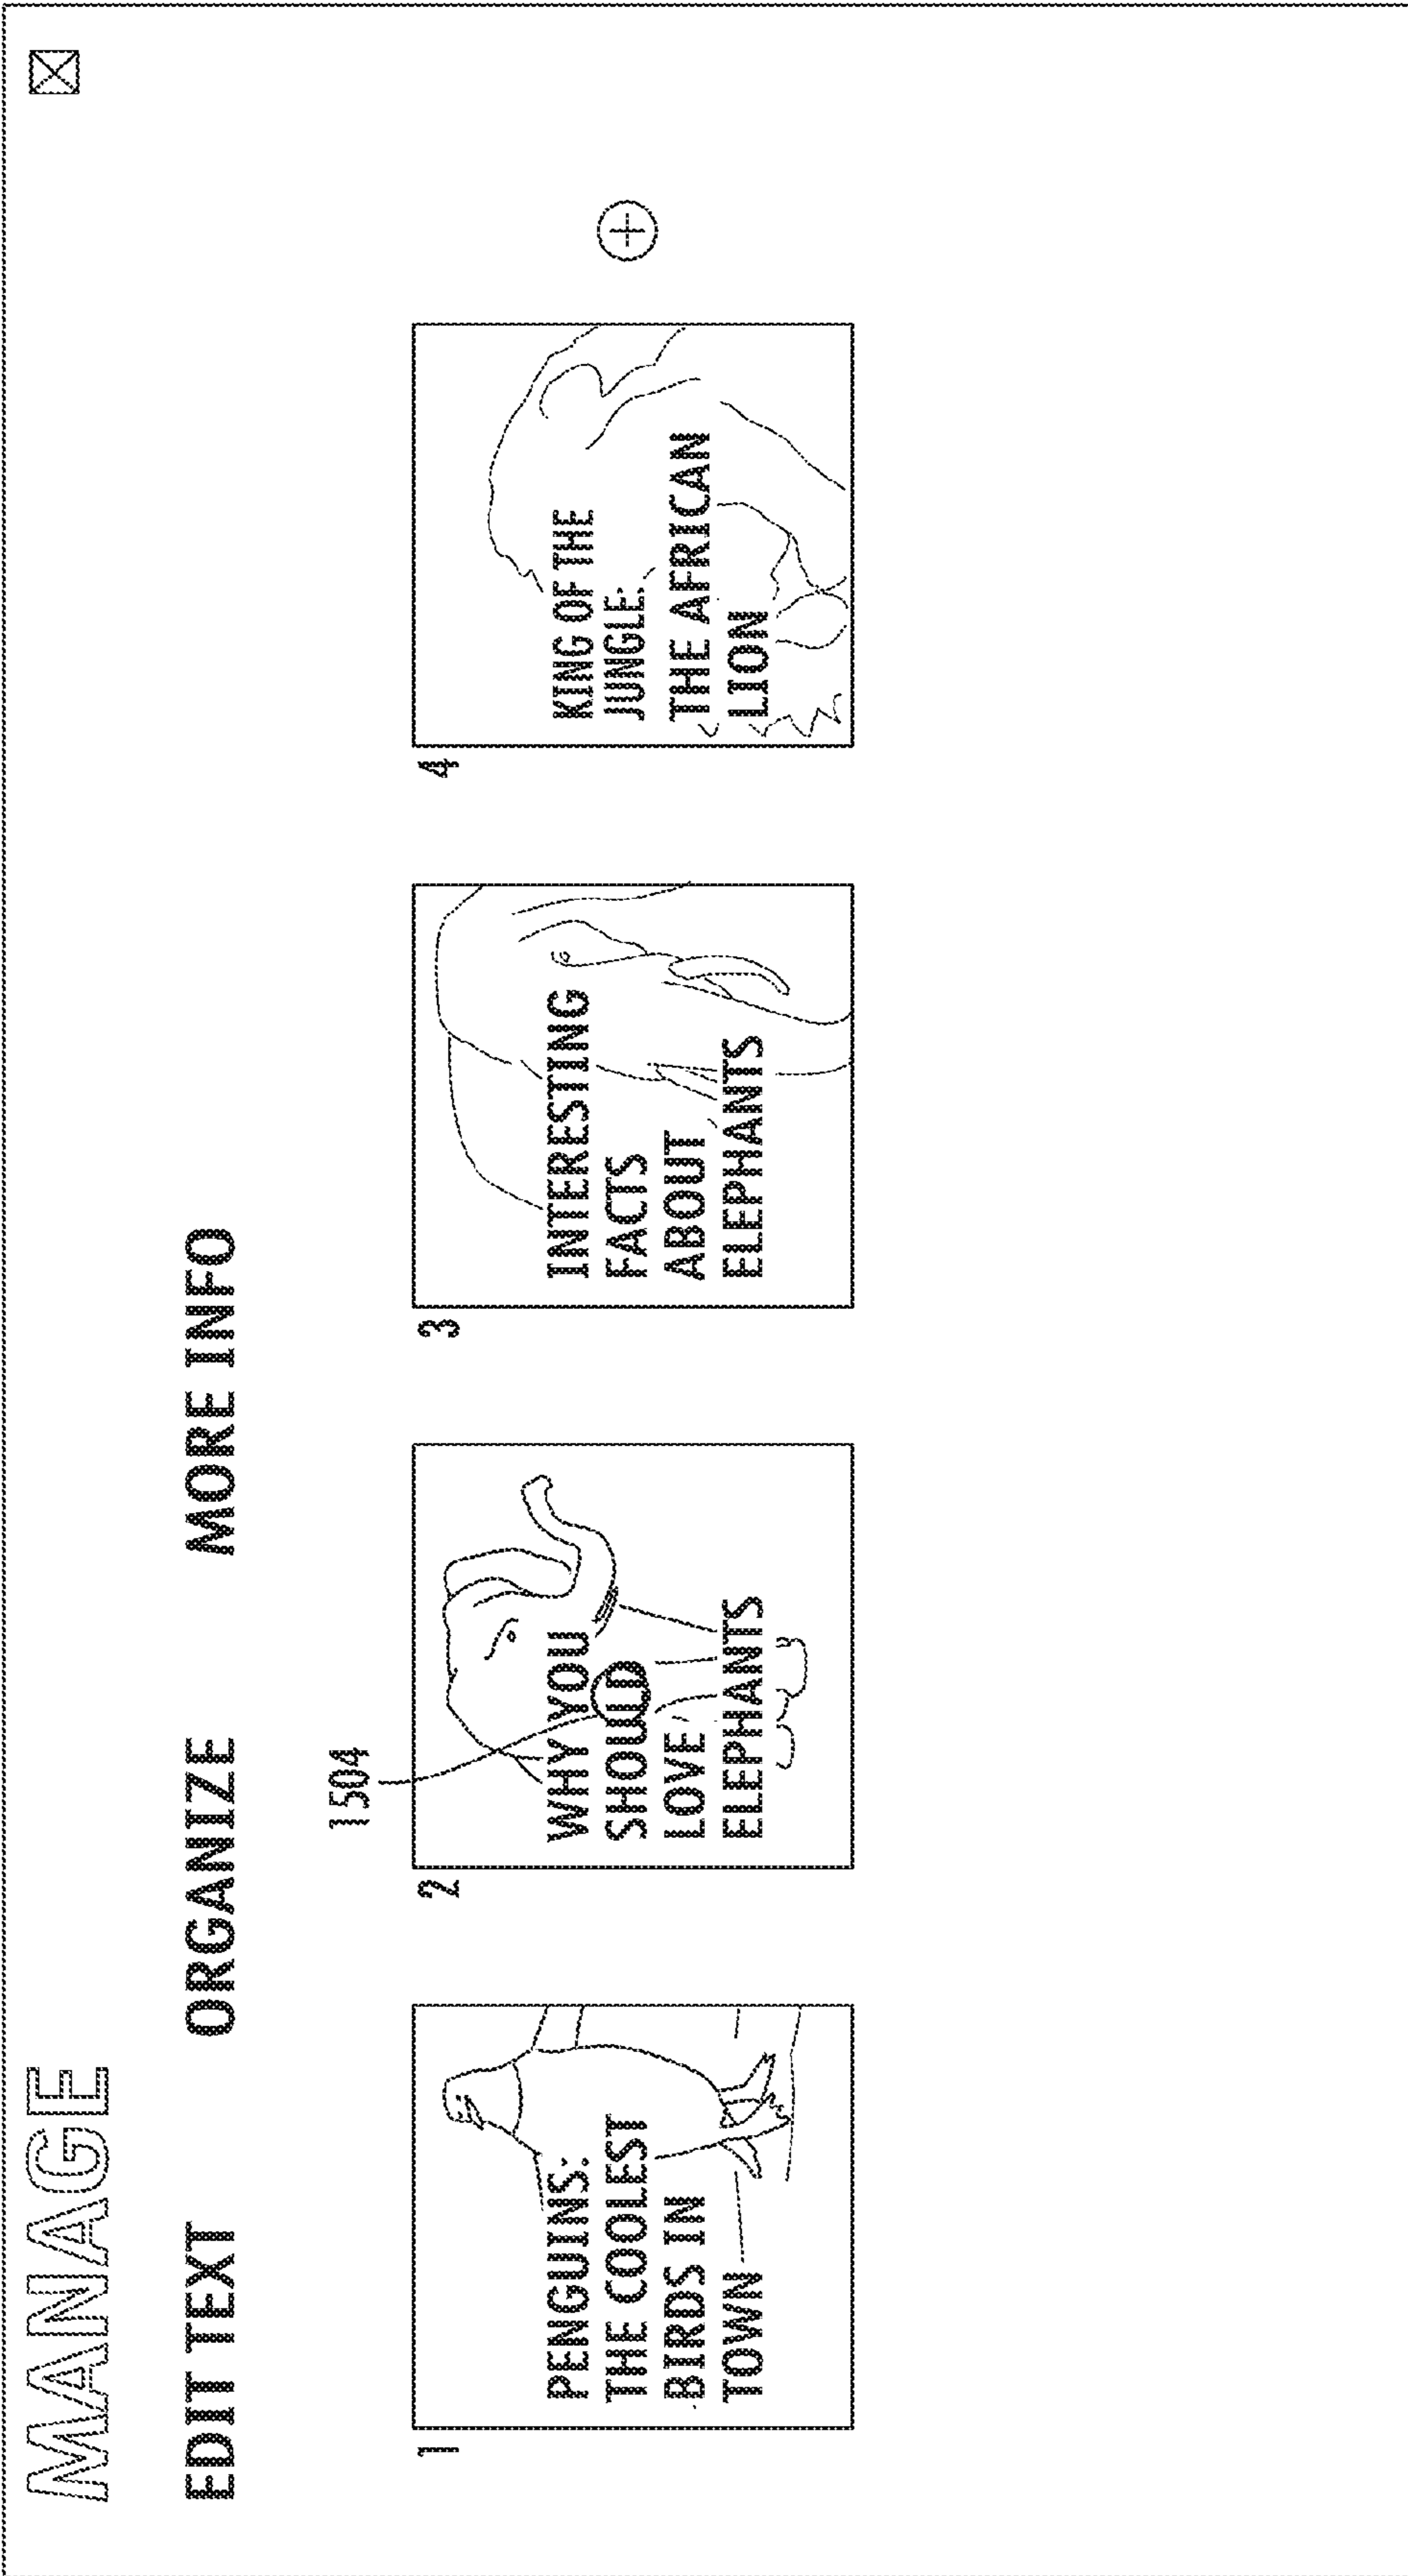 MANAGE
EDIT TEXT
ORGANIZE
MORE INFO
1504
1
PENGUINS:
THE COOLEST
BIRDS IN
TOWN
2
WHY YOU
SHOULD
LOVE
ELEPHANTS
3
INTERESTING
FACTS
ABOUT
ELEPHANTS
4
KING OF THE
JUNGLE:
THE AFRICAN
LION